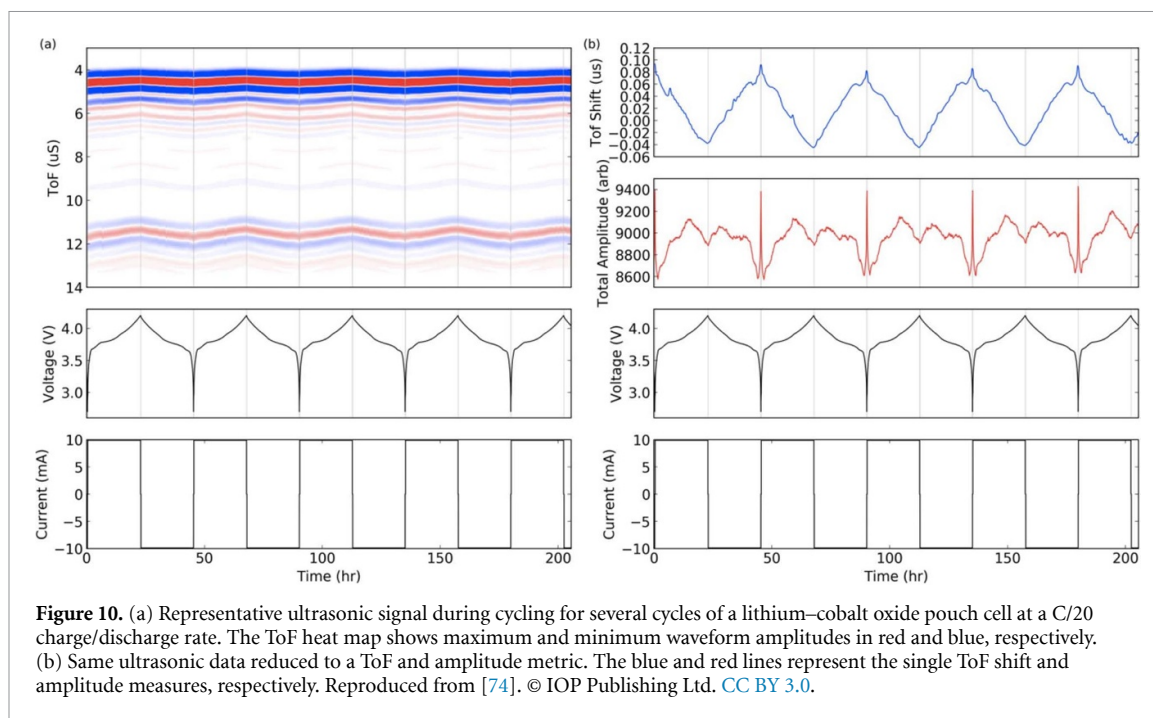 (a)
4
6
8
10
12
14
ToF (uS)
4.0
3.5
3.0
Voltage (V)
10
5
0
−5
−10
Current (mA)
0 50 100 150 200
Time (hr)
(b)
0.12
0.10
0.08
0.06
0.04
0.02
0.00
−0.02
−0.04
−0.06
Tof Shift (us)
9400
9200
9000
8800
8600
Total Amplitude (arb)
4.0
3.5
3.0
Voltage (V)
10
5
0
−5
−10
Current (mA)
0 50 100 150 200
Time (hr)
Figure 10. (a) Representative ultrasonic signal during cycling for several cycles of a lithium–cobalt oxide pouch cell at a C/20
charge/discharge rate. The ToF heat map shows maximum and minimum waveform amplitudes in red and blue, respectively.
(b) Same ultrasonic data reduced to a ToF and amplitude metric. The blue and red lines represent the single ToF shift and
amplitude measures, respectively. Reproduced from [74]. © IOP Publishing Ltd. CC BY 3.0.